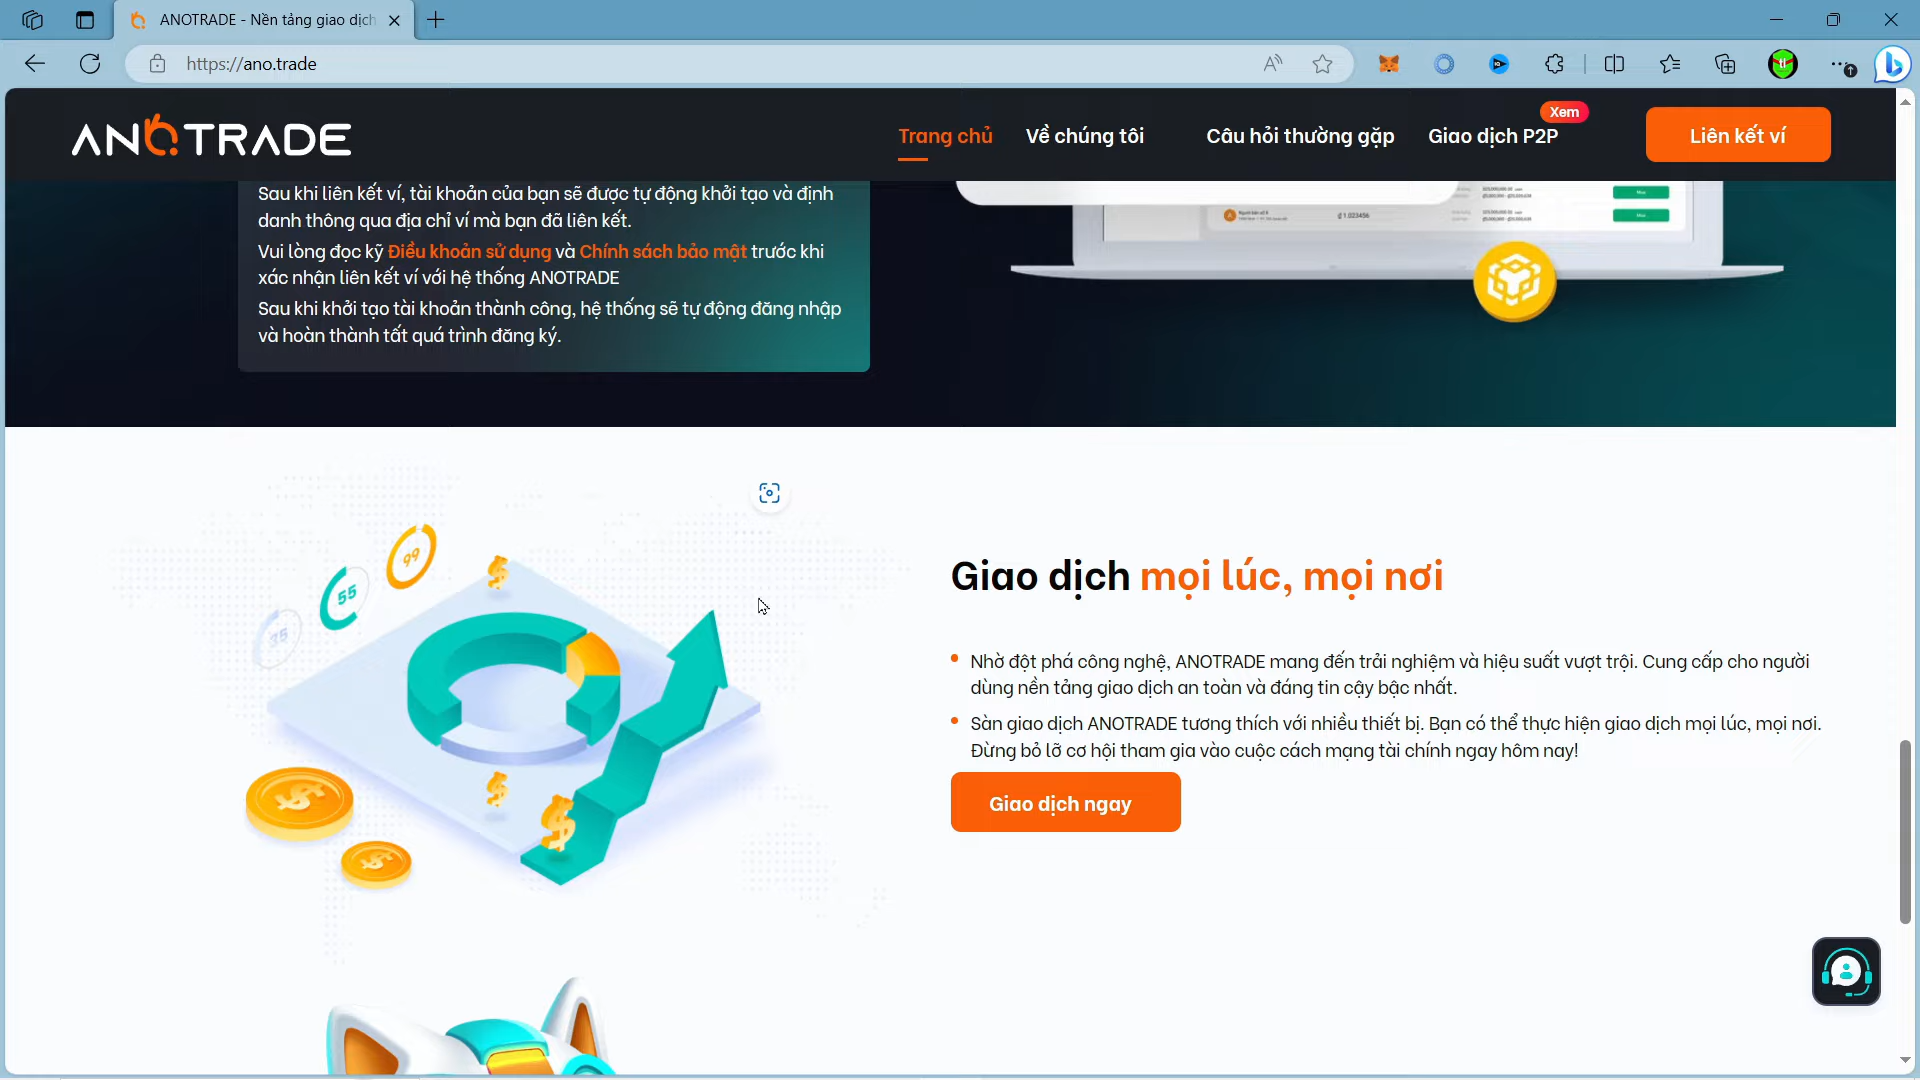 ANOTRADE - Nền tảng giao dịch
https://ano.trade
ANOTRADE
Trang chủ
Về chúng tôi
Câu hỏi thường gặp
Giao dịch P2P
Xem
Liên kết ví
Sau khi liên kết ví, tài khoản của bạn sẽ được tự động khởi tạo và định
danh thông qua địa chỉ ví mà bạn đã liên kết.
Vui lòng đọc kỹ Điều khoản sử dụng và Chính sách bảo mật trước khi
xác nhận liên kết ví với hệ thống ANOTRADE
Sau khi khởi tạo tài khoản thành công, hệ thống sẽ tự động đăng nhập
và hoàn thành tất quá trình đăng ký.
99
55
35
Giao dịch mọi lúc, mọi nơi
Nhờ đột phá công nghệ, ANOTRADE mang đến trải nghiệm và hiệu suất vượt trội. Cung cấp cho người
dùng nền tảng giao dịch an toàn và đáng tin cậy bậc nhất.
Sàn giao dịch ANOTRADE tương thích với nhiều thiết bị. Bạn có thể thực hiện giao dịch mọi lúc, mọi nơi.
Đừng bỏ lỡ cơ hội tham gia vào cuộc cách mạng tài chính ngay hôm nay!
Giao dịch ngay